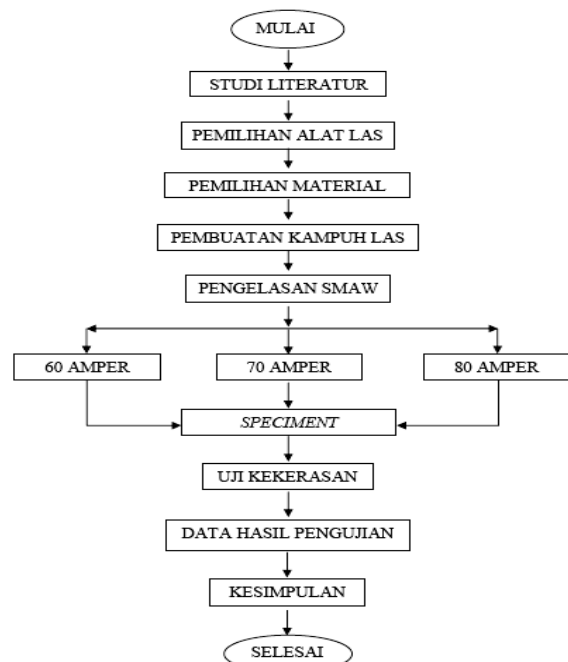 MULAI
STUDI LITERATUR
PEMILIHAN ALAT LAS
PEMILIHAN MATERIAL
PEMBUATAN KAMPUH LAS
PENGELASAN SMAW
60 AMPER
70 AMPER
80 AMPER
SPECIMENT
UJI KEKERASAN
DATA HASIL PENGUJIAN
KESIMPULAN
SELESAI